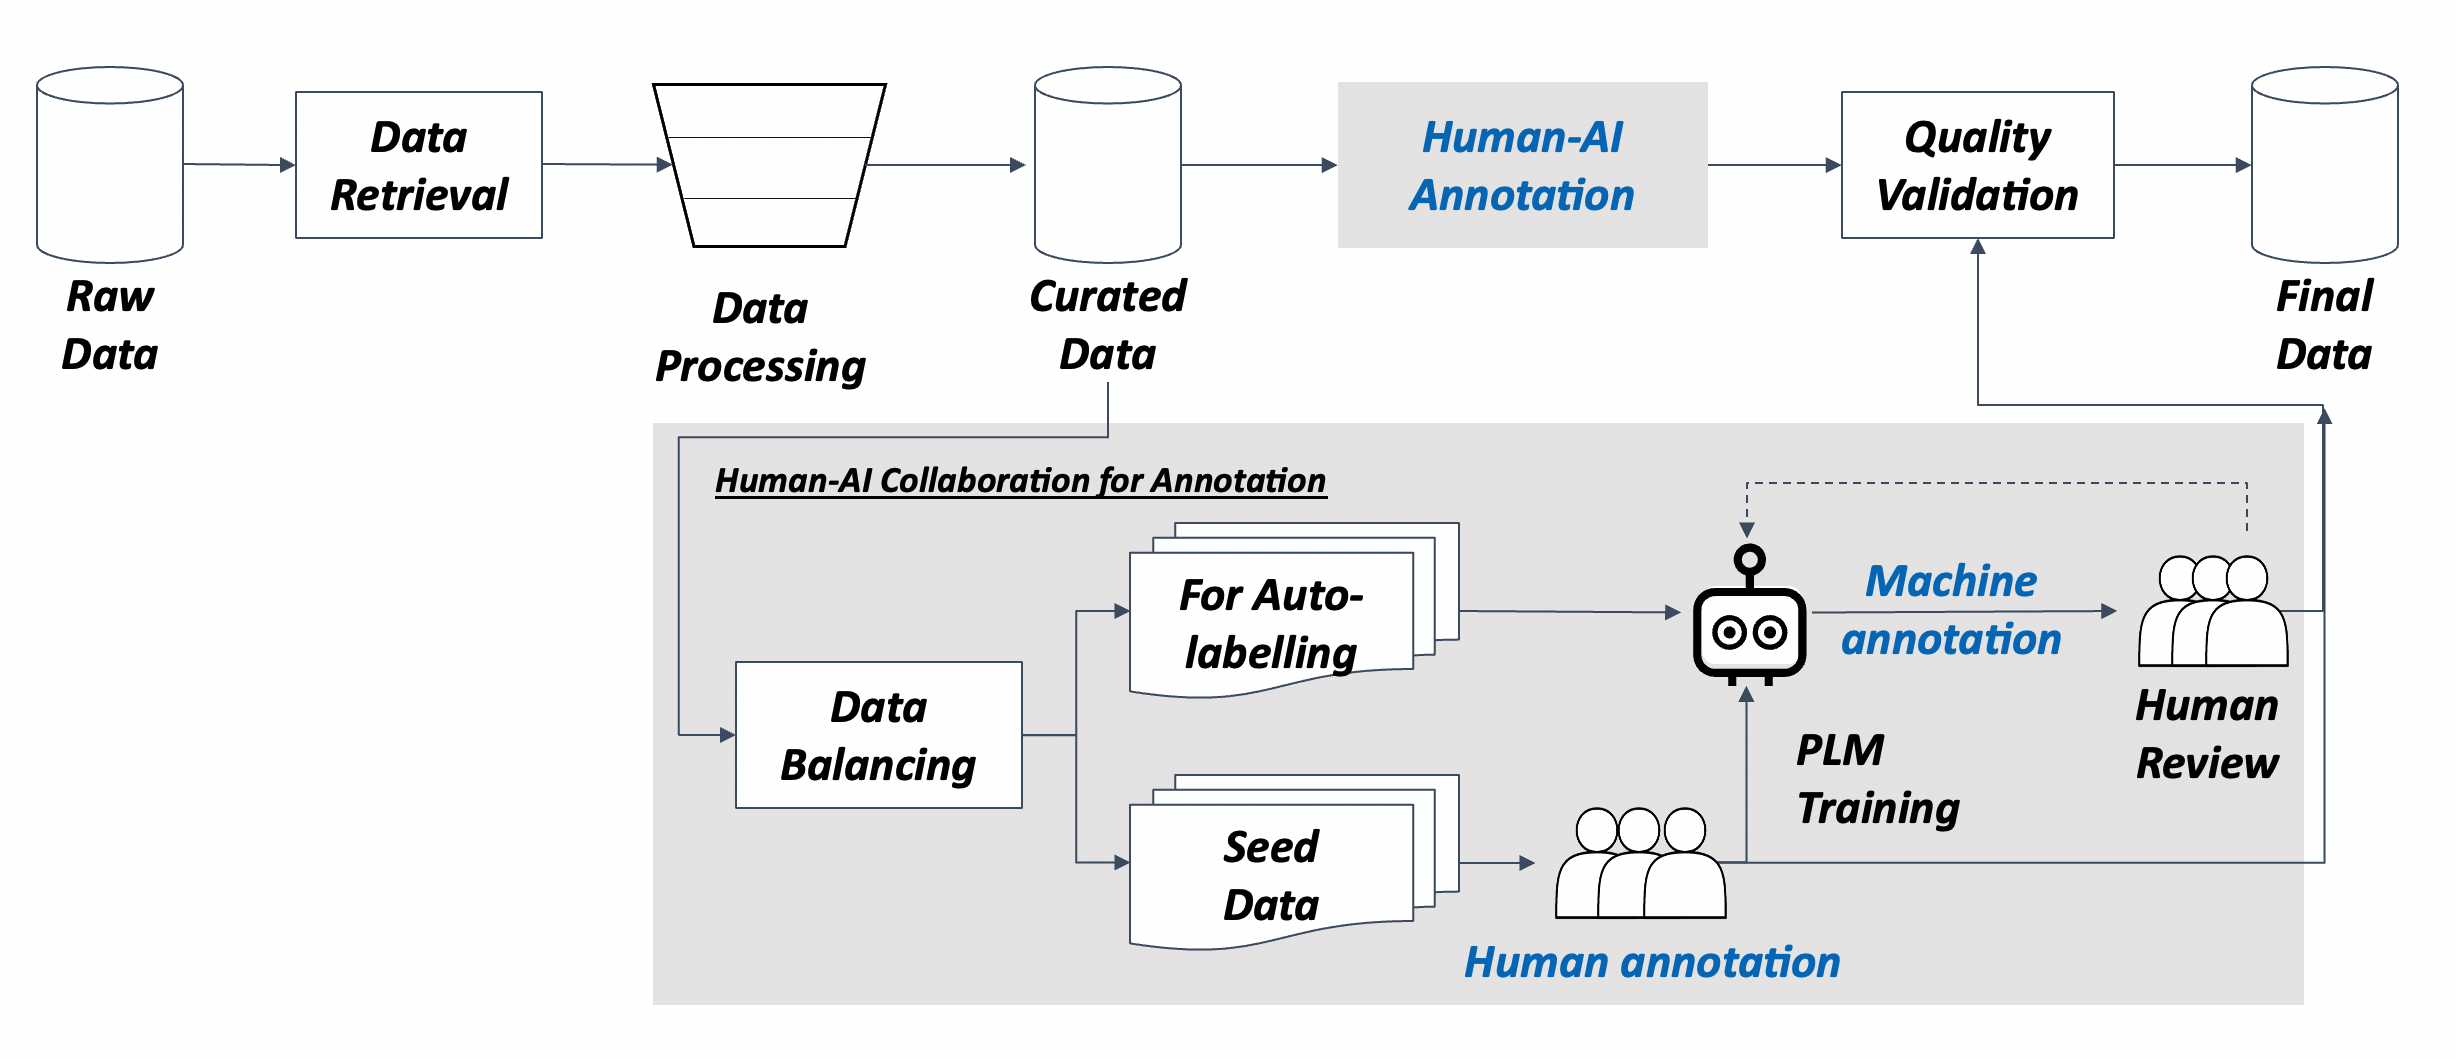 Data
Retrieval
Human-AI
Annotation
Quality
Validation
Raw
Data
Data
Processing
Curated
Data
Final
Data
Human-AI Collaboration for Annotation
For Auto-
labelling
Machine
annotation
Data
Balancing
Human
Review
PLM
Training
Seed
Data
Human annotation